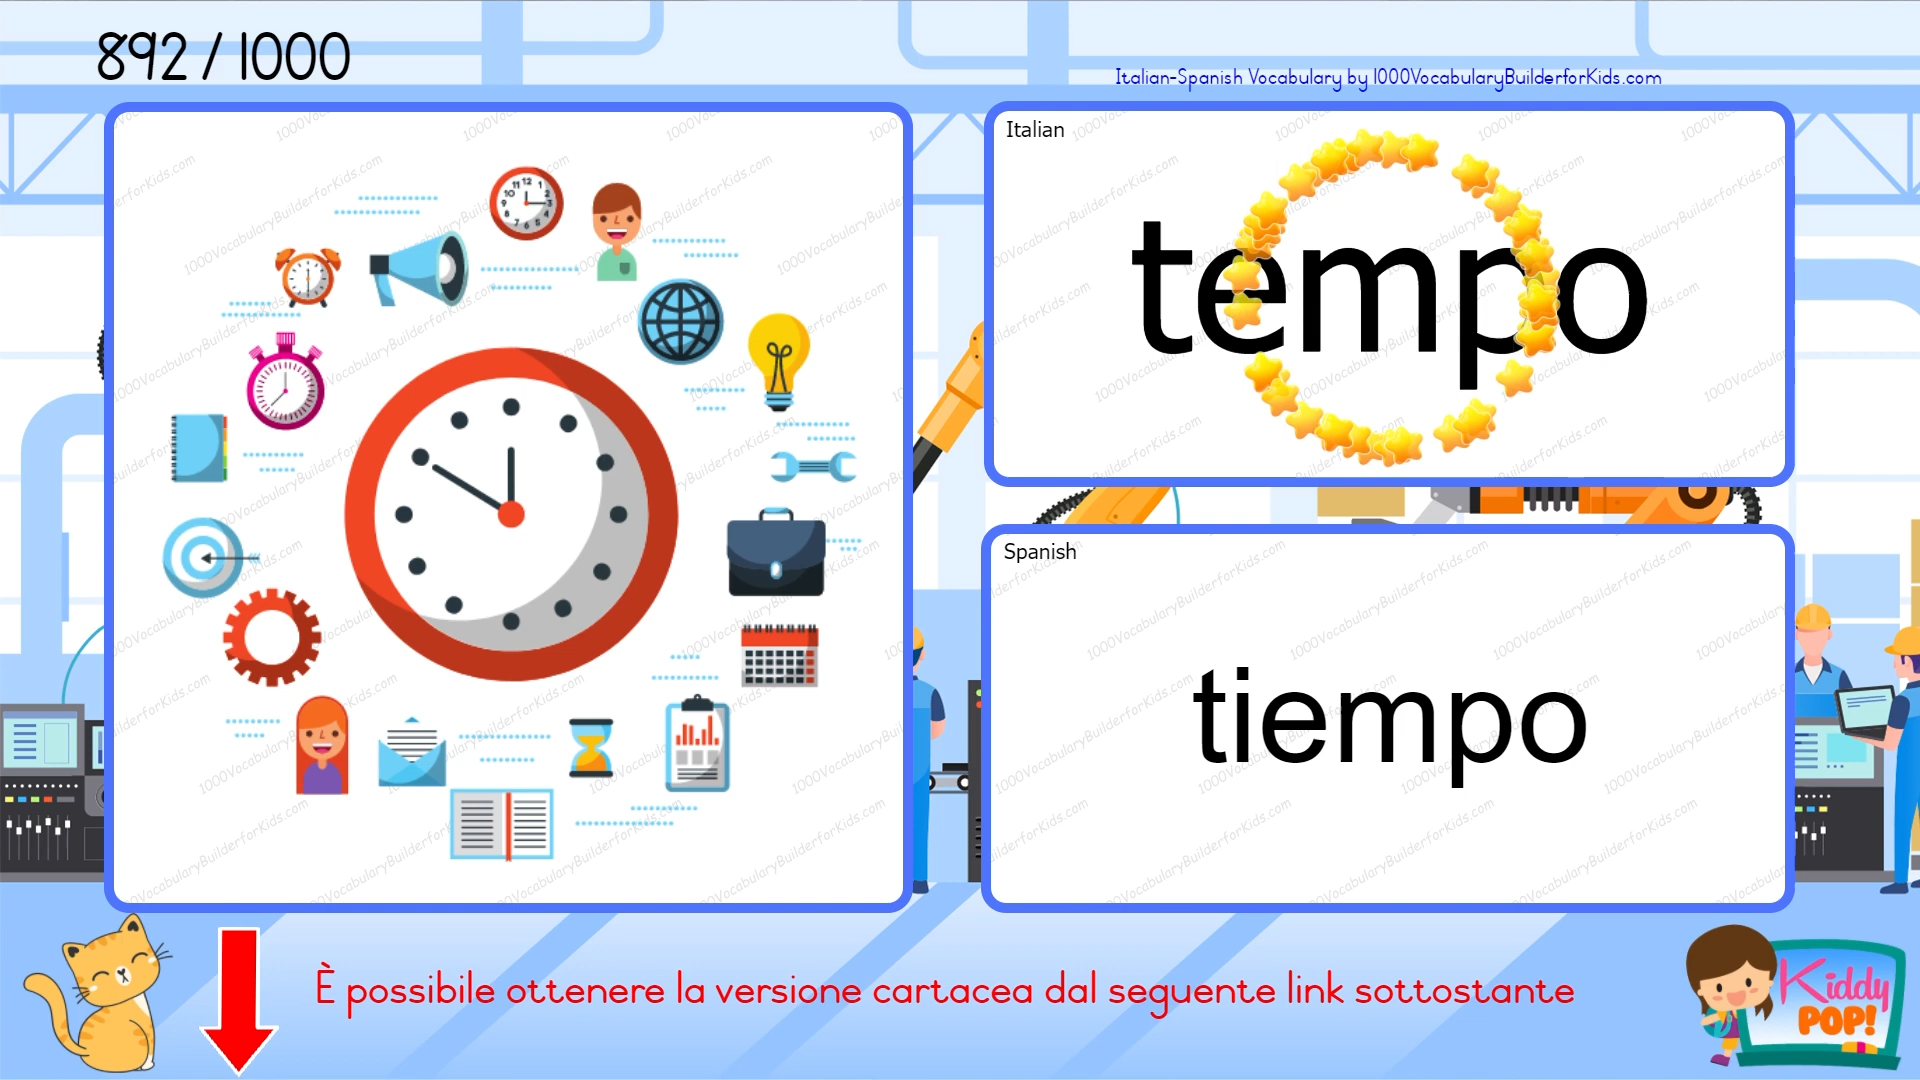 892 / 1000
Italian-Spanish Vocabulary by 1000VocabularyBuilderforKids.com
Italian
tempo
Spanish
tiempo
È possibile ottenere la versione cartacea dal seguente link sottostante
Kiddy
POP!